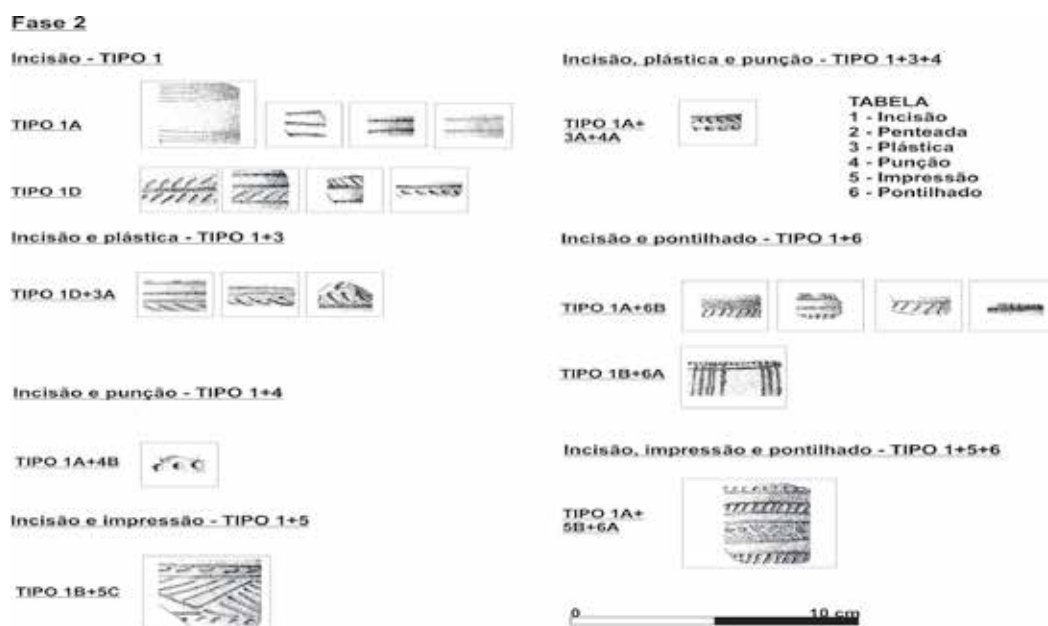 Fase 2
Incisão - TIPO 1
TIPO 1A
TIPO 1D
Incisão e plástica - TIPO 1+3
TIPO 1D+3A
Incisão e punção - TIPO 1+4
TIPO 1A+4B
Incisão e impressão - TIPO 1+5
TIPO 1B+5C
Incisão, plástica e punção - TIPO 1+3+4
TIPO 1A+
3A+4A
TABELA
1 - Incisão
2 - Penteada
3 - Plástica
4 - Punção
5 - Impressão
6 - Pontilhado
Incisão e pontilhado - TIPO 1+6
TIPO 1A+6B
TIPO 1B+6A
Incisão, impressão e pontilhado - TIPO 1+5+6
TIPO 1A+
5B+6A
0 10 cm